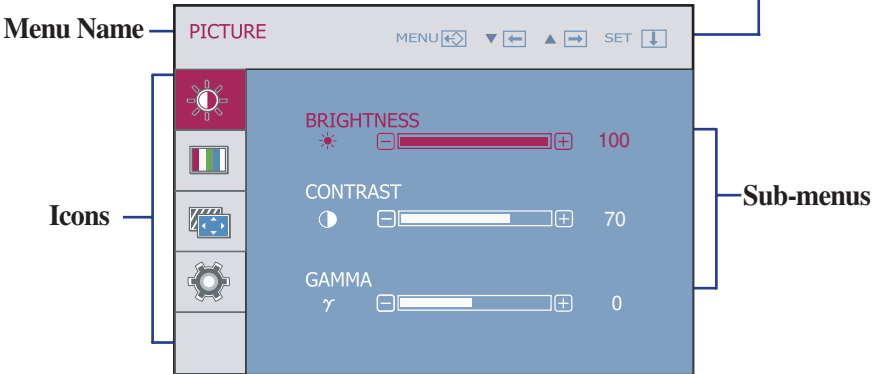 Menu Name
PICTURE
MENU ▼ ▲ SET
BRIGHTNESS
100
CONTRAST
70
GAMMA
γ 0
Icons
Sub-menus